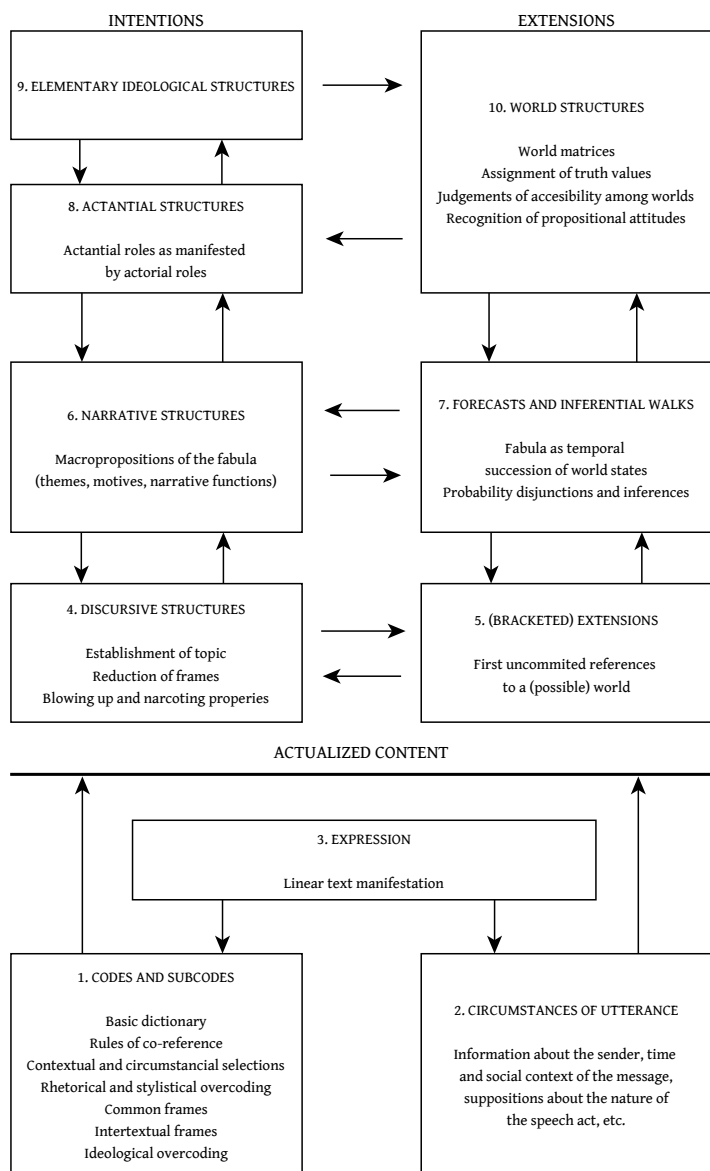 INTENTIONS
EXTENSIONS
9. ELEMENTARY IDEOLOGICAL STRUCTURES
10. WORLD STRUCTURES
World matrices
Assignment of truth values
Judgements of accesibility among worlds
Recognition of propositional attitudes
8. ACTANTIAL STRUCTURES
Actantial roles as manifested
by actorial roles
6. NARRATIVE STRUCTURES
Macropropositions of the fabula
(themes, motives, narrative functions)
7. FORECASTS AND INFERENTIAL WALKS
Fabula as temporal
succession of world states
Probability disjunctions and inferences
4. DISCURSIVE STRUCTURES
Establishment of topic
Reduction of frames
Blowing up and narcoting properies
5. (BRACKETED) EXTENSIONS
First uncommited references
to a (possible) world
ACTUALIZED CONTENT
3. EXPRESSION
Linear text manifestation
1. CODES AND SUBCODES
Basic dictionary
Rules of co-reference
Contextual and circumstancial selections
Rhetorical and stylistical overcoding
Common frames
Intertextual frames
Ideological overcoding
2. CIRCUMSTANCES OF UTTERANCE
Information about the sender, time
and social context of the message,
suppositions about the nature of
the speech act, etc.